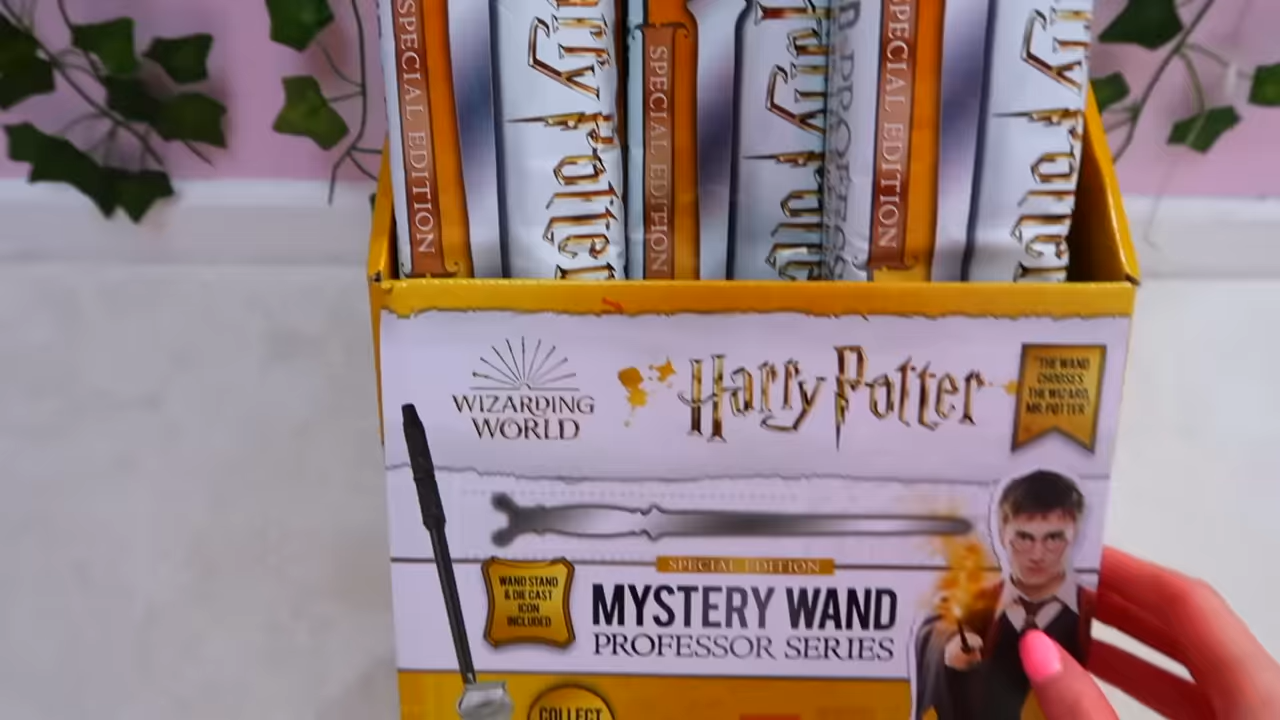 SPECIAL EDITION
Harry Potter
SPECIAL EDITION
Harry Potter
SPECIAL EDITION
Harry Potter
WIZARDING
WORLD
Harry Potter
"THE WAND
CHOOSES
THE WIZARD,
MR. POTTER"
SPECIAL EDITION
WAND STAND
& DIE CAST
ICON
INCLUDED
MYSTERY WAND
PROFESSOR SERIES
COLLECT